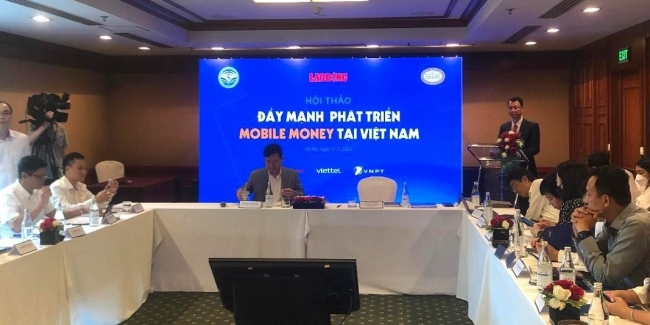 LAO ĐỘNG
HỘI THẢO
ĐẨY MẠNH PHÁT TRIỂN
MOBILE MONEY TẠI VIỆT NAM
viettel
VNPT
EXIT